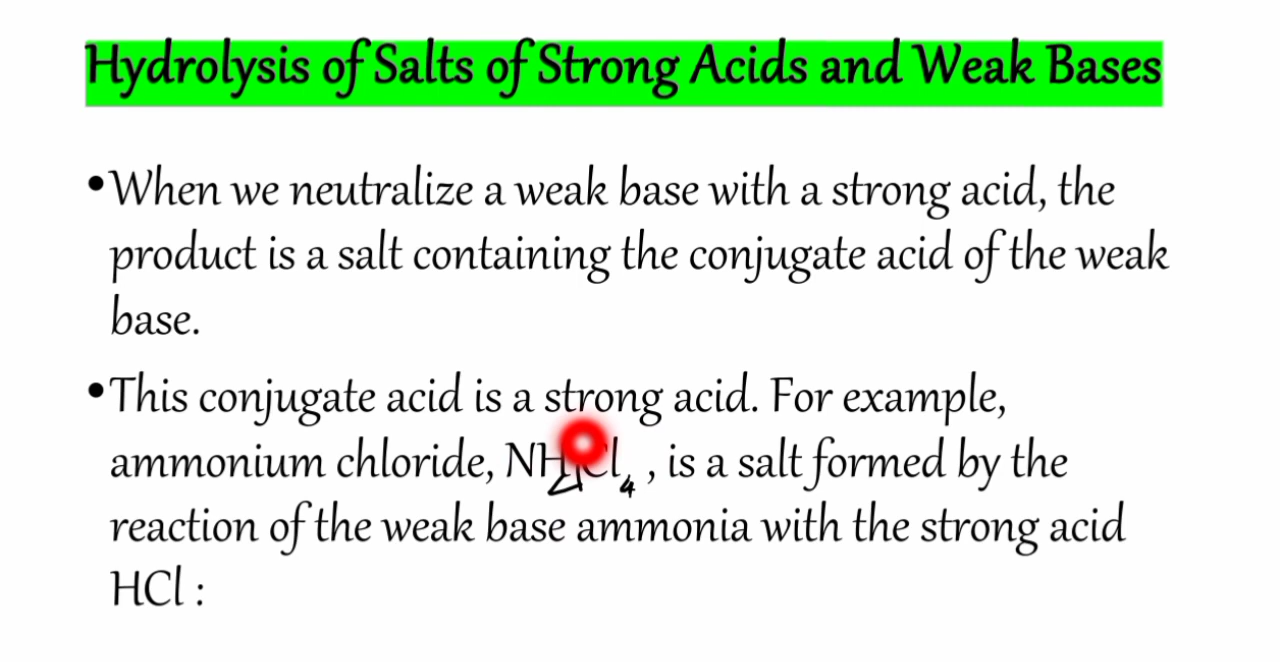 Hydrolysis of Salts of Strong Acids and Weak Bases
•When we neutralize a weak base with a strong acid, the
product is a salt containing the conjugate acid of the weak
base.
•This conjugate acid is a strong acid. For example,
ammonium chloride, NH4Cl4 , is a salt formed by the
reaction of the weak base ammonia with the strong acid
HCl :